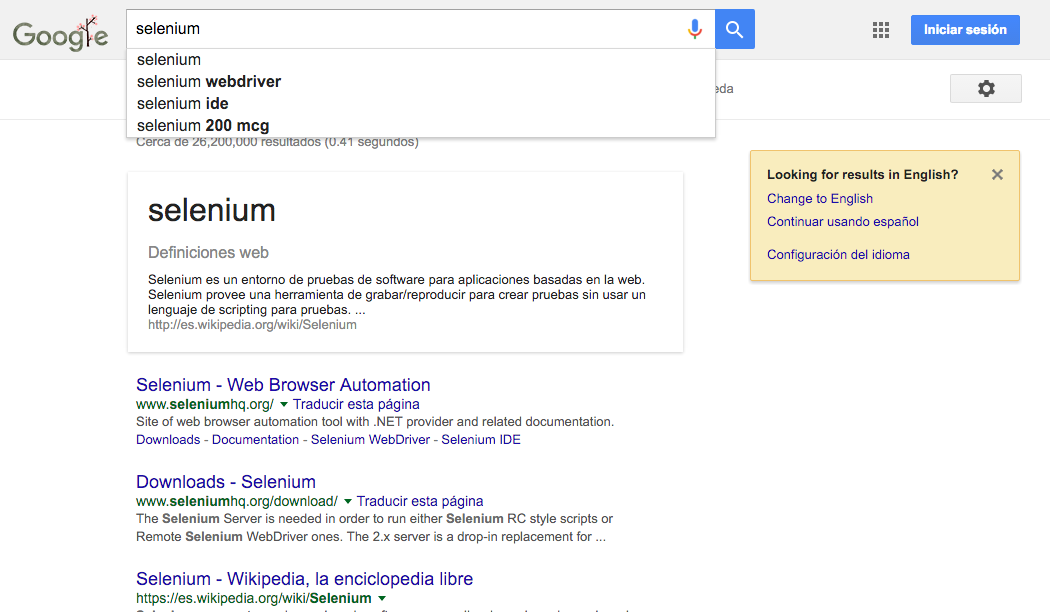 Google
selenium
Iniciar sesión
selenium
selenium webdriver
selenium ide
selenium 200 mcg
eda
Cerca de 26,200,000 resultados (0.41 segundos)
Looking for results in English?
Change to English
Continuar usando español
Configuración del idioma
selenium
Definiciones web
Selenium es un entorno de pruebas de software para aplicaciones basadas en la web.
Selenium provee una herramienta de grabar/reproducir para crear pruebas sin usar un
lenguaje de scripting para pruebas. ...
http://es.wikipedia.org/wiki/Selenium
Selenium - Web Browser Automation
www.seleniumhq.org/ Traducir esta página
Site of web browser automation tool with .NET provider and related documentation.
Downloads - Documentation - Selenium WebDriver - Selenium IDE
Downloads - Selenium
www.seleniumhq.org/download/ Traducir esta página
The Selenium Server is needed in order to run either Selenium RC style scripts or
Remote Selenium WebDriver ones. The 2.x server is a drop-in replacement for ...
Selenium - Wikipedia, la enciclopedia libre
https://es.wikipedia.org/wiki/Selenium